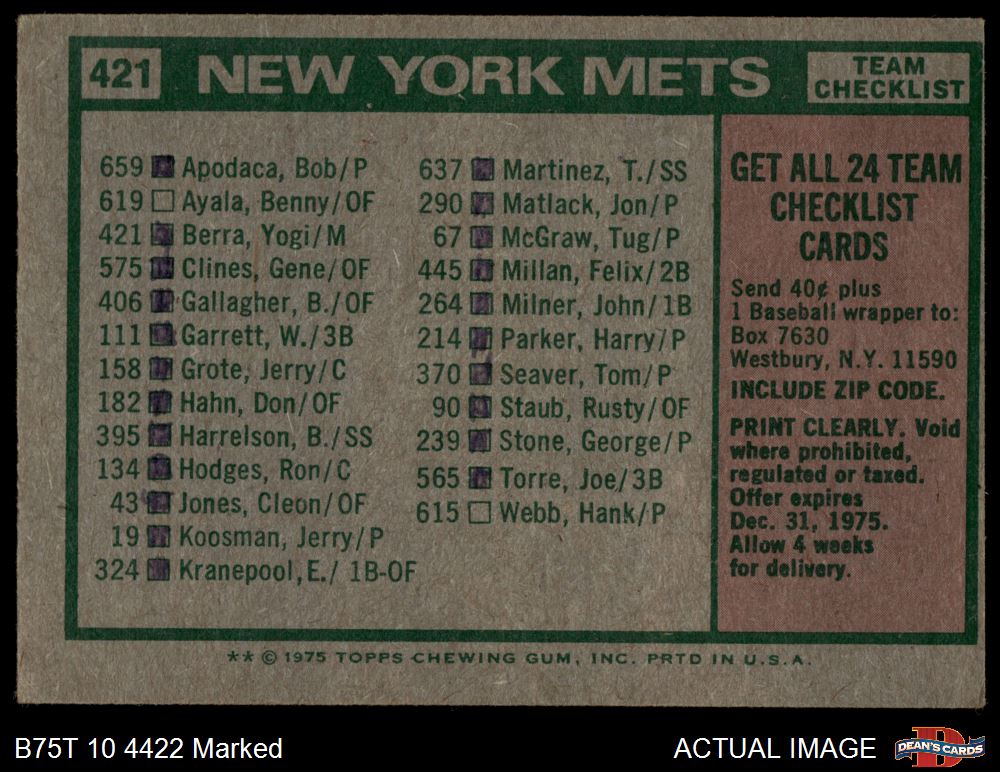 421 NEW YORK METS TEAM CHECKLIST
659 Apodaca, Bob/P
619 Ayala, Benny/OF
421 Berra, Yogi/M
575 Clines, Gene/OF
406 Gallagher, B./OF
111 Garrett, W./3B
158 Grote, Jerry/C
182 Hahn, Don/OF
395 Harrelson, B./SS
134 Hodges, Ron/C
43 Jones, Cleon/OF
19 Koosman, Jerry/P
324 Kranepool, E./ 1B-OF
637 Martinez, T./SS
290 Matlack, Jon/P
67 McGraw, Tug/P
445 Millan, Felix/2B
264 Milner, John/1B
214 Parker, Harry/P
370 Seaver, Tom/P
90 Staub, Rusty/OF
239 Stone, George/P
565 Torre, Joe/3B
615 Webb, Hank/P
GET ALL 24 TEAM
CHECKLIST
CARDS
Send 40¢ plus
1 Baseball wrapper to:
Box 7630
Westbury, N.Y. 11590
INCLUDE ZIP CODE.
PRINT CLEARLY. Void
where prohibited,
regulated or taxed.
Offer expires
Dec. 31, 1975.
Allow 4 weeks
for delivery.
** © 1975 TOPPS CHEWING GUM, INC. PRTD IN U.S.A.
B75T 10 4422 Marked
ACTUAL IMAGE
DEAN'S CARDS